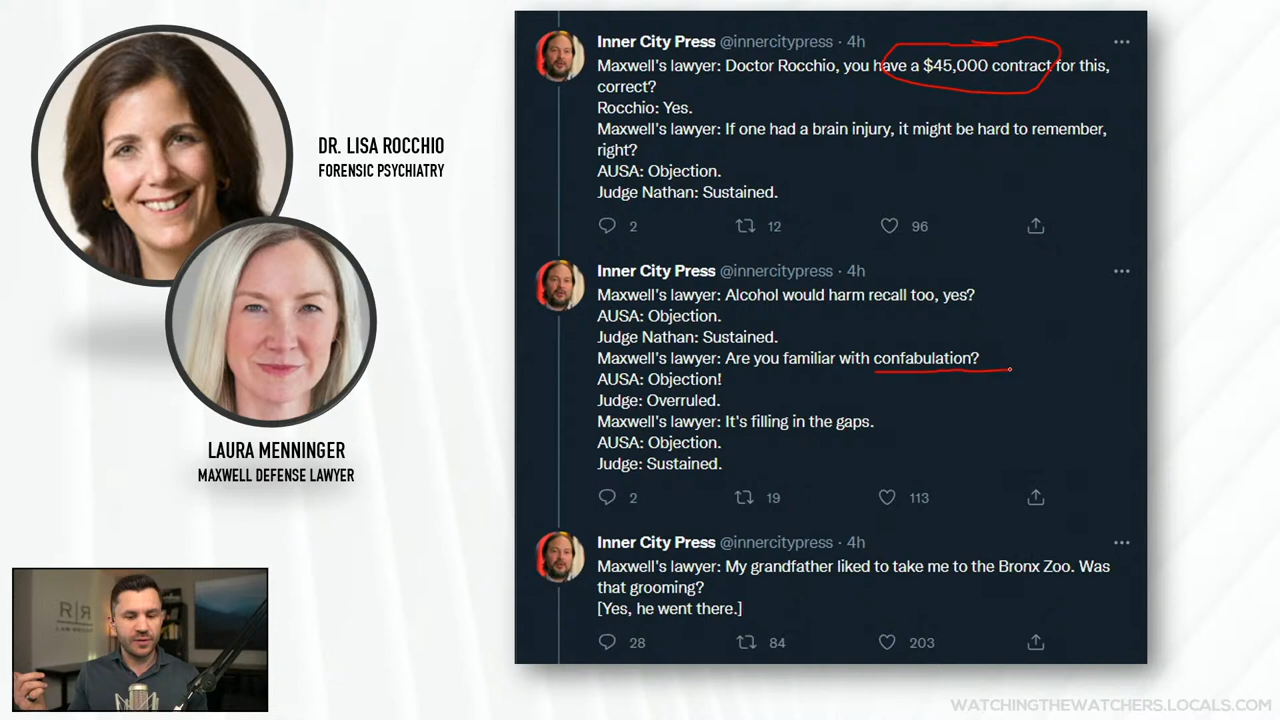 DR. LISA ROCCHIO
FORENSIC PSYCHIATRY
LAURA MENNINGER
MAXWELL DEFENSE LAWYER
Inner City Press @innercitypress · 4h
Maxwell's lawyer: Doctor Rocchio, you have a $45,000 contract for this,
correct?
Rocchio: Yes.
Maxwell's lawyer: If one had a brain injury, it might be hard to remember,
right?
AUSA: Objection.
Judge Nathan: Sustained.
2 12 96
Inner City Press @innercitypress · 4h
Maxwell's lawyer: Alcohol would harm recall too, yes?
AUSA: Objection.
Judge Nathan: Sustained.
Maxwell's lawyer: Are you familiar with confabulation?
AUSA: Objection!
Judge: Overruled.
Maxwell's lawyer: It's filling in the gaps.
AUSA: Objection.
Judge: Sustained.
2 19 113
Inner City Press @innercitypress · 4h
Maxwell's lawyer: My grandfather liked to take me to the Bronx Zoo. Was
that grooming?
[Yes, he went there.]
28 84 203
R|R
WATCHINGTHEWATCHERS.LOCALS.COM